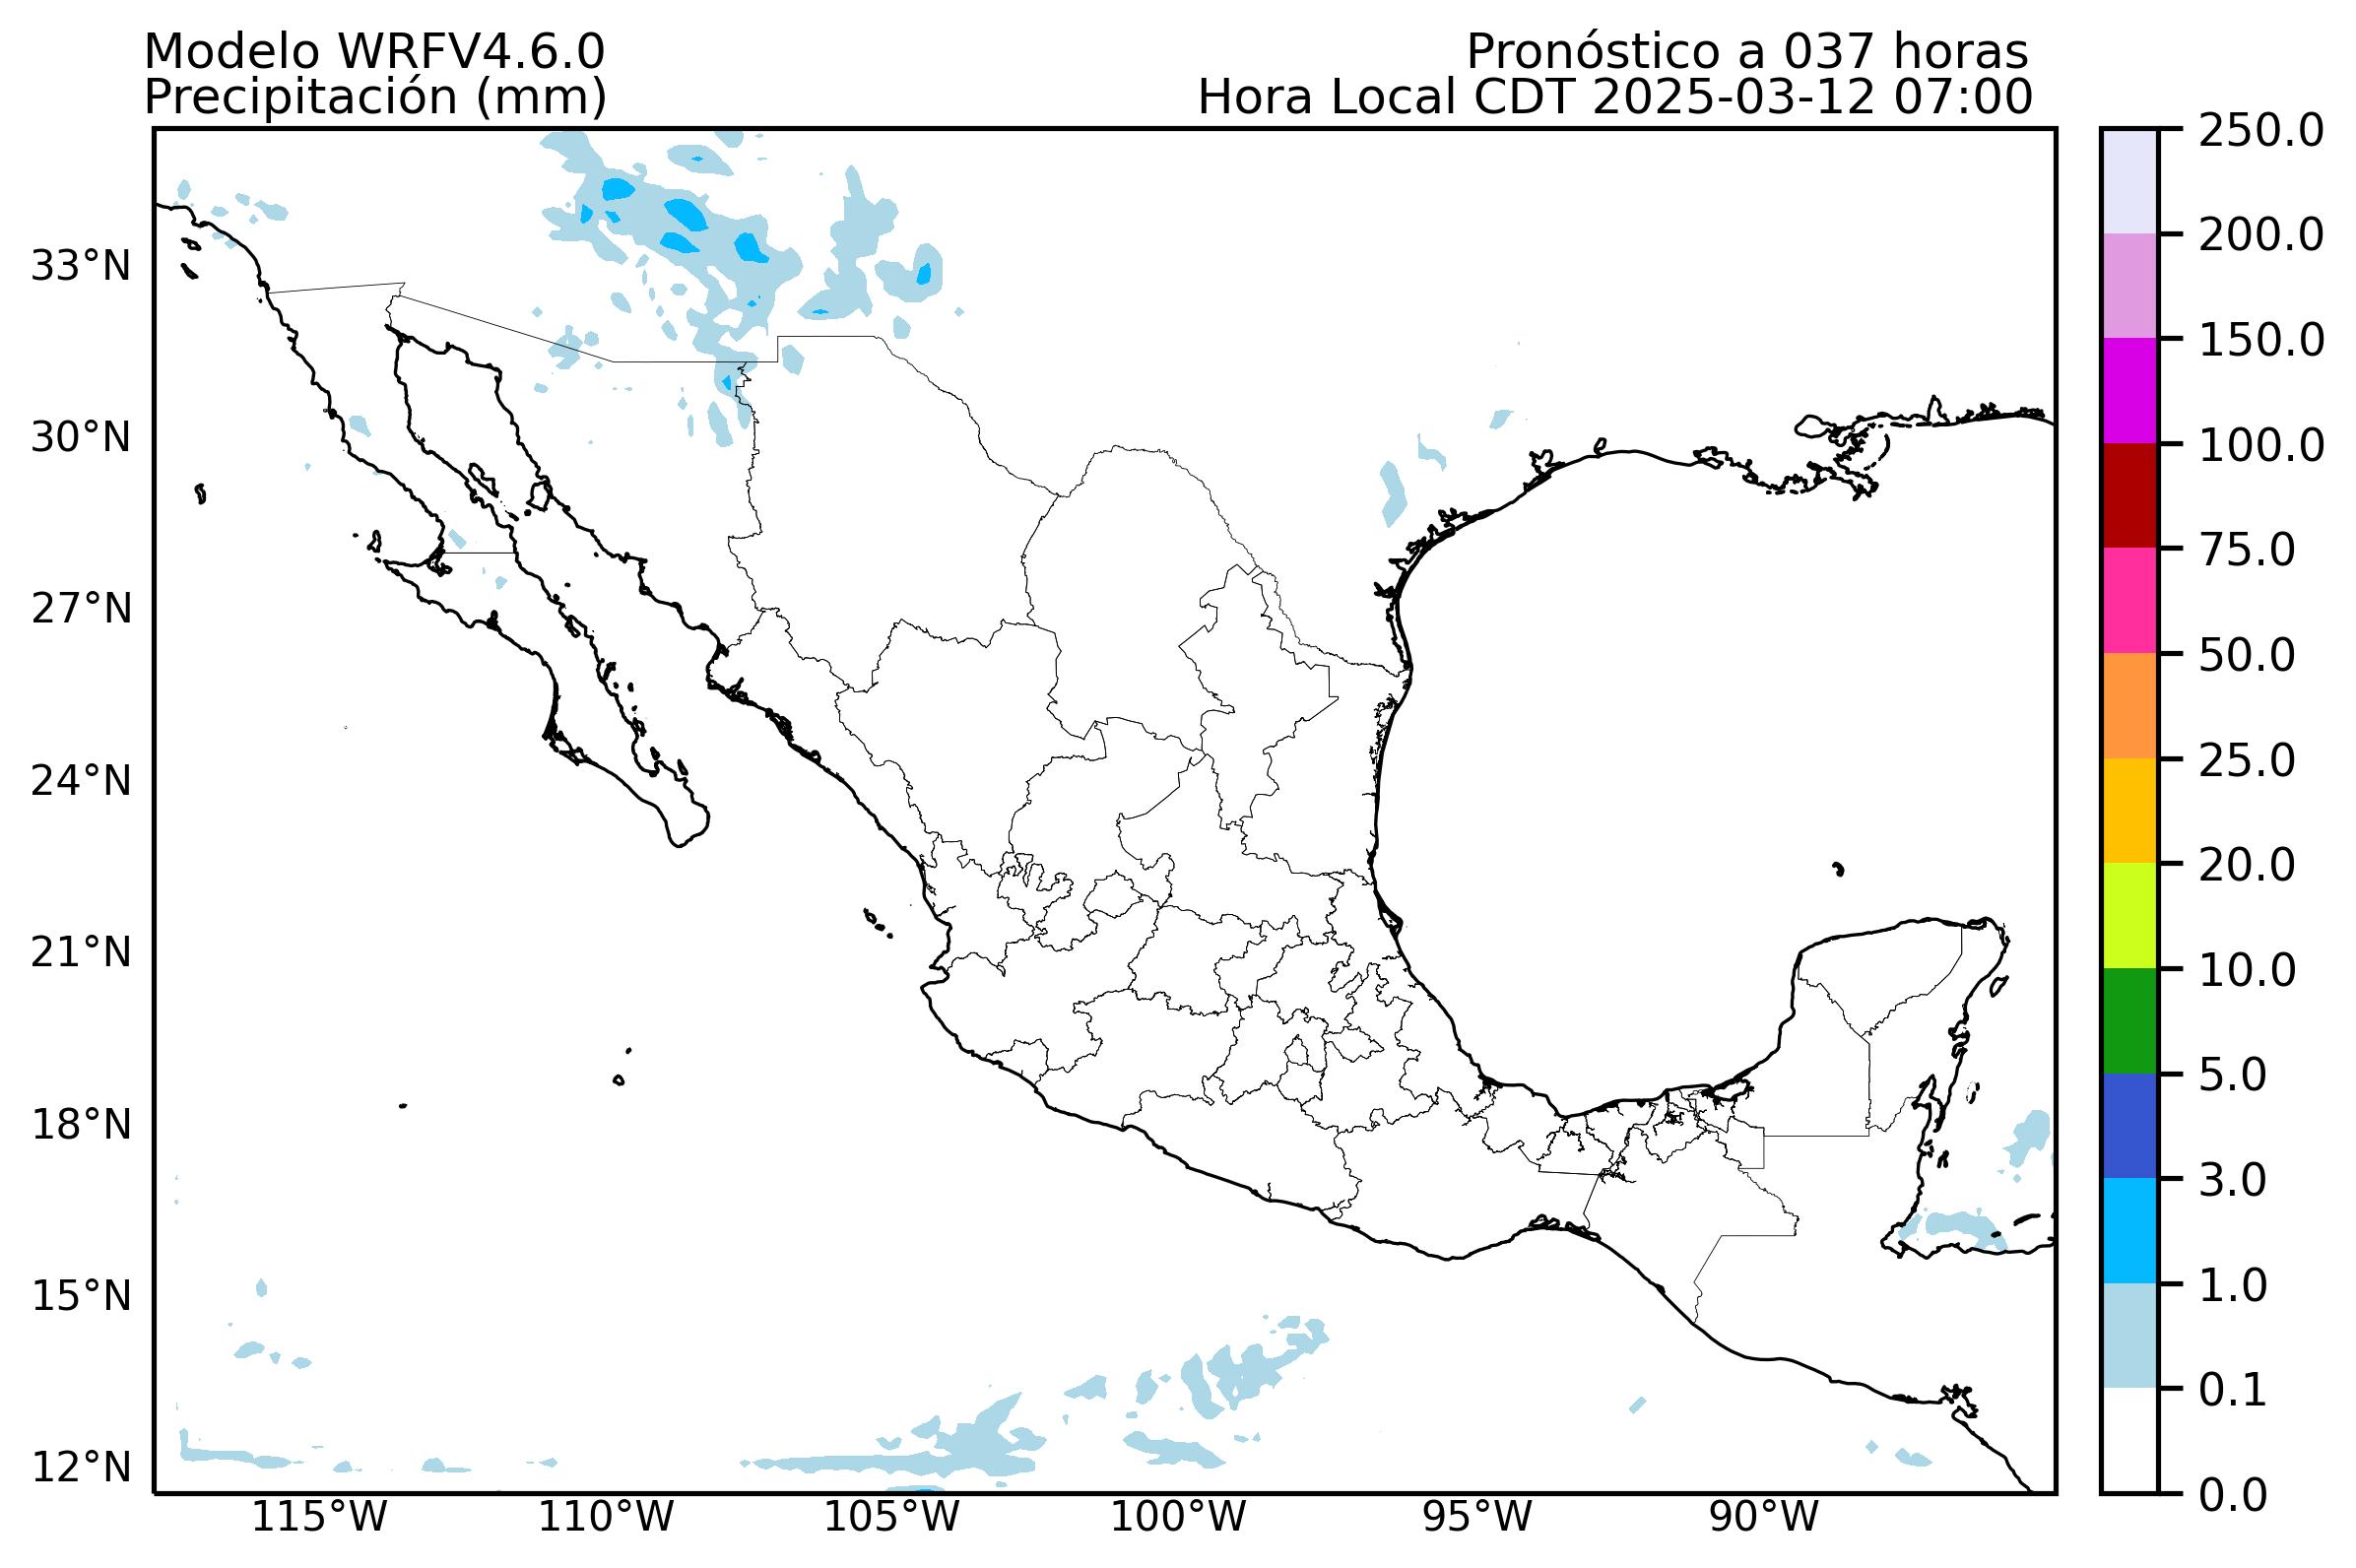 Modelo WRFV4.6.0
Precipitación (mm)
Pronóstico a 037 horas
Hora Local CDT 2025-03-12 07:00
33°N
30°N
27°N
24°N
21°N
18°N
15°N
12°N
115°W
110°W
105°W
100°W
95°W
90°W
250.0
200.0
150.0
100.0
75.0
50.0
25.0
20.0
10.0
5.0
3.0
1.0
0.1
0.0